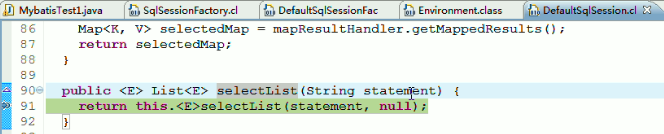 MybatisTest1.java SqlSessionFactory.cl DefaultSqlSessionFac Environment.class DefaultSqlSession.cl
86 Map<K, V> selectedMap = mapResultHandler.getMappedResults();
87 return selectedMap;
88 }
89
90 public <E> List<E> selectList(String statement) {
91 return this.<E>selectList(statement, null);
92 }